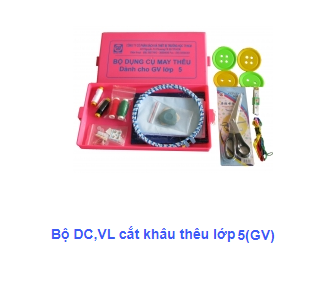 BỘ DỤNG CỤ MAY THÊU
Dành cho GV lớp 5
Bộ DC,VL cắt khâu thêu lớp 5(GV)